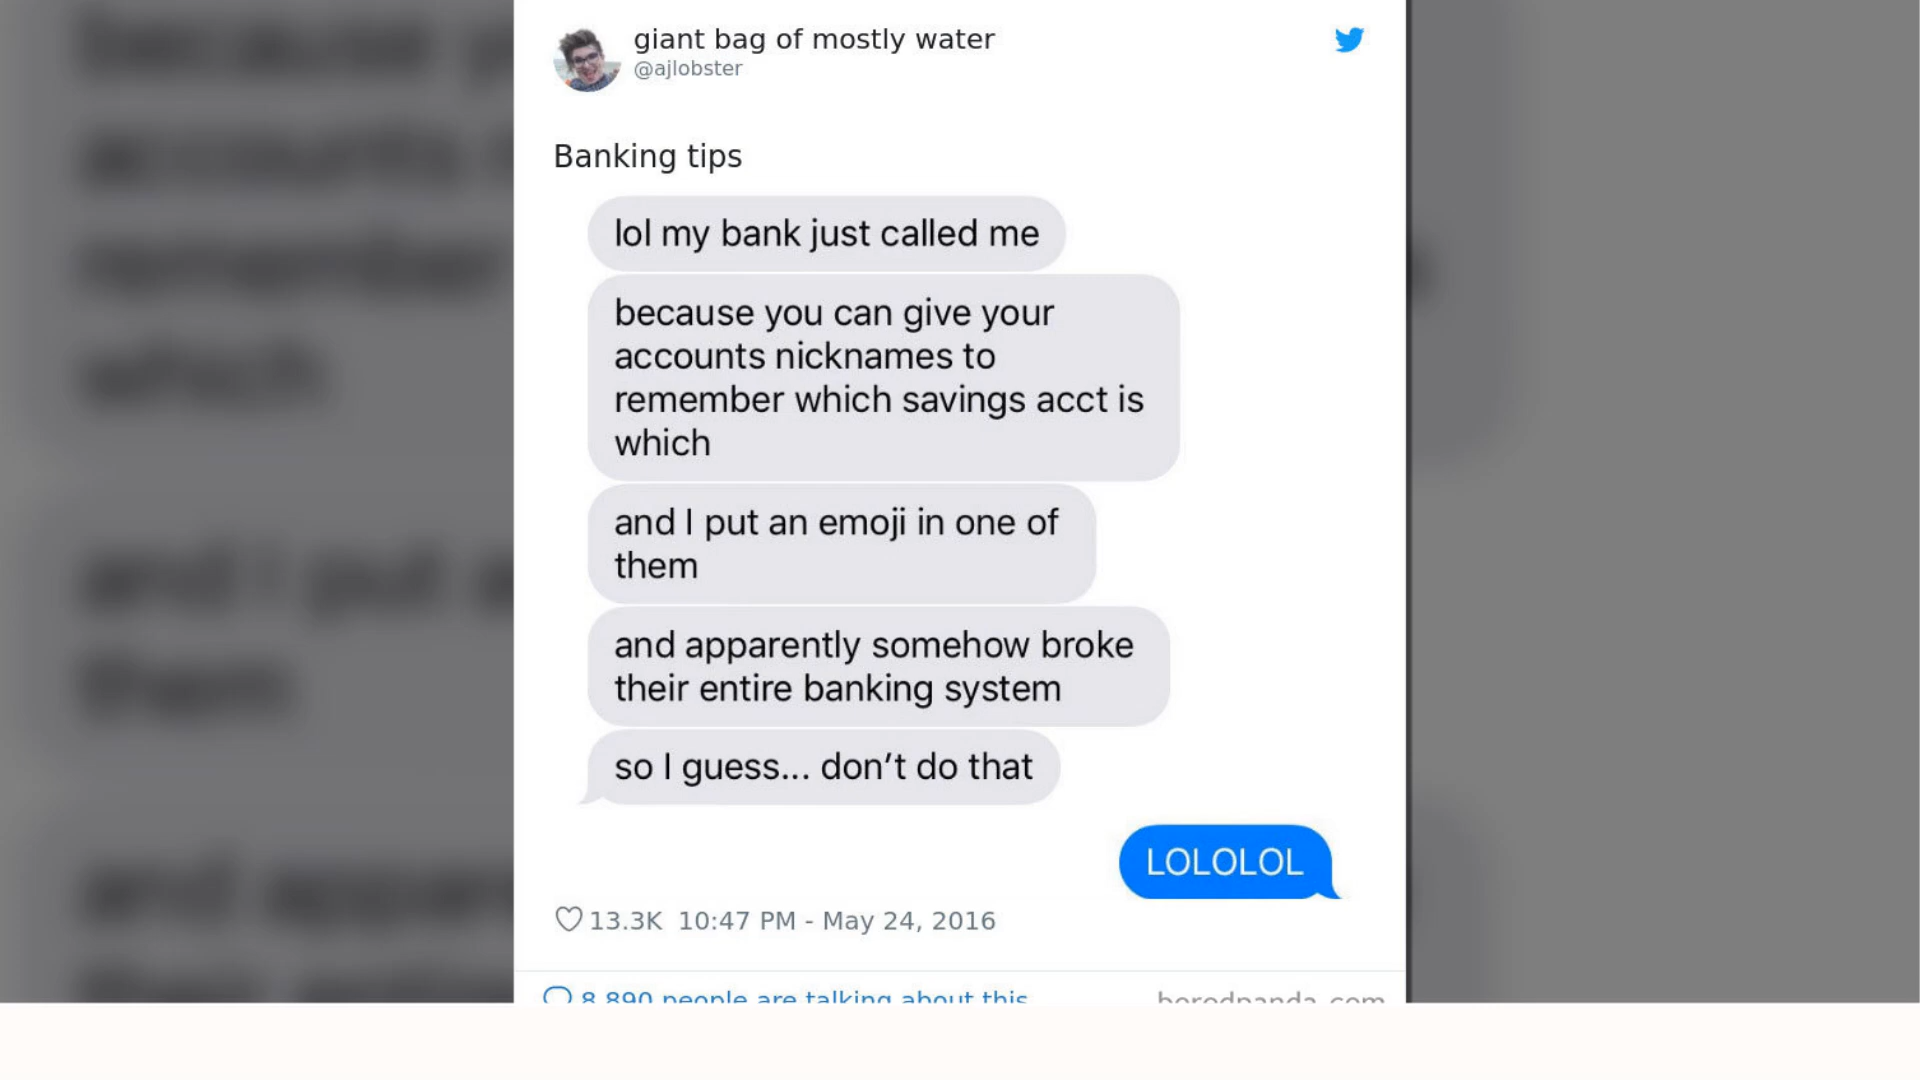 giant bag of mostly water
@ajlobster
Banking tips
lol my bank just called me
because you can give your
accounts nicknames to
remember which savings acct is
which
and I put an emoji in one of
them
and apparently somehow broke
their entire banking system
so I guess... don’t do that
LOLOLOL
13.3K 10:47 PM - May 24, 2016
8,890 people are talking about this
boredpanda.com